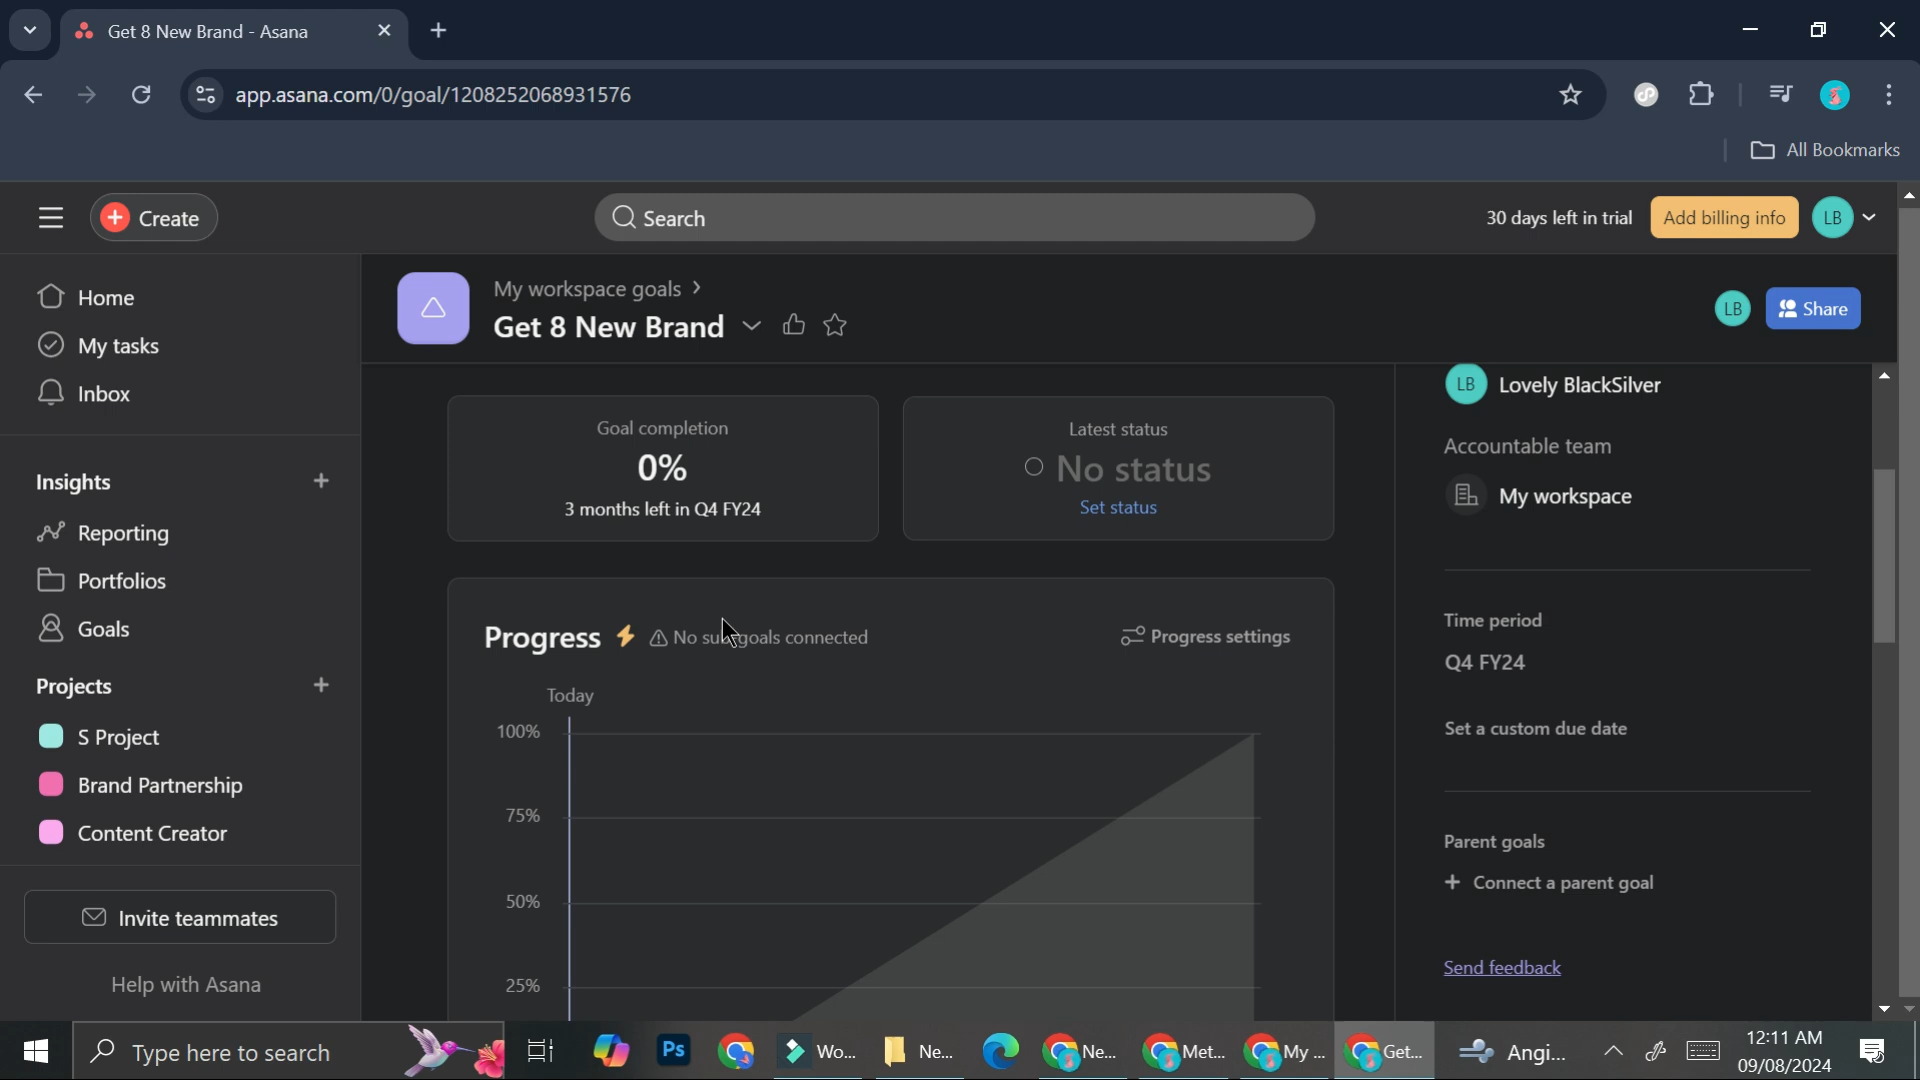 Get 8 New Brand - Asana
app.asana.com/0/goal/1208252068931576
All Bookmarks
Create
Search
30 days left in trial
Add billing info
LB
Home
My tasks
Inbox
Insights
Reporting
Portfolios
Goals
Projects
S Project
Brand Partnership
Content Creator
Invite teammates
Help with Asana
My workspace goals
Get 8 New Brand
LB
Share
Goal completion
0%
3 months left in Q4 FY24
Latest status
No status
Set status
Progress
No sub-goals connected
Progress settings
Today
100%
75%
50%
25%
LB Lovely BlackSilver
Accountable team
My workspace
Time period
Q4 FY24
Set a custom due date
Parent goals
Connect a parent goal
Send feedback
Type here to search
Ps
Wo...
Ne...
Ne...
Met...
My ...
Get...
Angi...
12:11 AM
09/08/2024